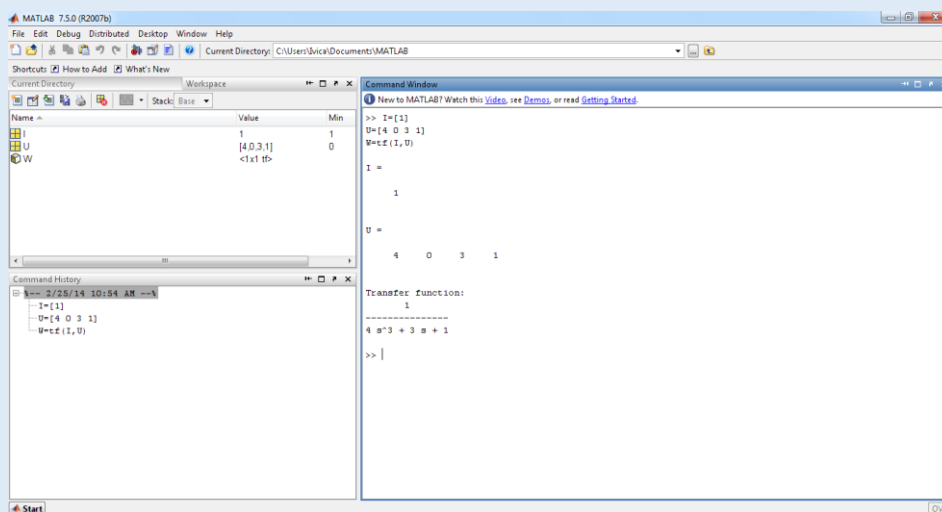 MATLAB 7.5.0 (R2007b)
File Edit Debug Distributed Desktop Window Help
Current Directory: C:\Users\Ivica\Documents\MATLAB
Shortcuts How to Add What's New
Current Directory Workspace
Stack: Base
Name Value Min
I 1 1
U [4,0,3,1] 0
W <1x1 tf>
Command History
%-- 2/25/14 10:54 AM --%
I=[1]
U=[4 0 3 1]
W=tf(I,U)
Command Window
New to MATLAB? Watch this Video, see Demos, or read Getting Started.
>> I=[1]
U=[4 0 3 1]
W=tf(I,U)
I =
1
U =
4 0 3 1
Transfer function:
1
---------------
4 s^3 + 3 s + 1
>>
Start